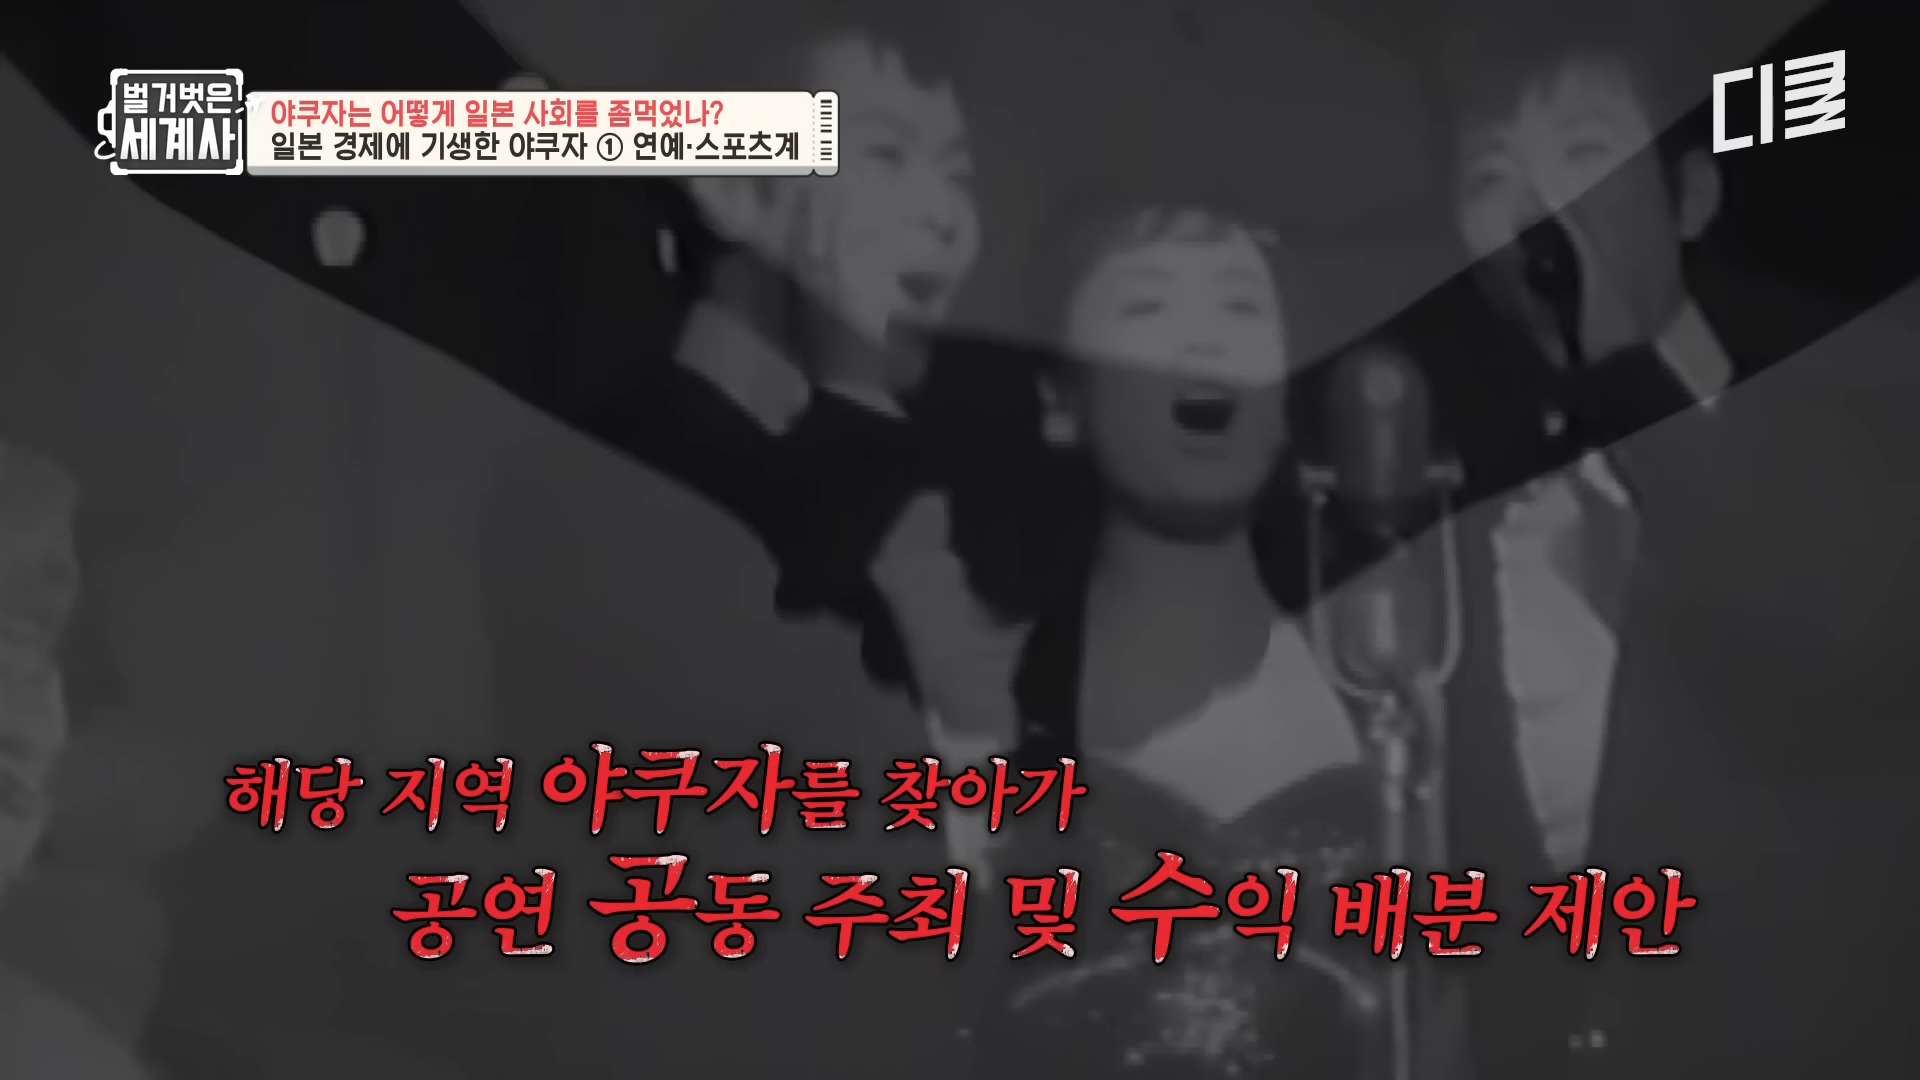 벌거벗은
세계사
야쿠자는 어떻게 일본 사회를 좀먹었나?
일본 경제에 기생한 야쿠자 ① 연예·스포츠계
디글
해당 지역 야쿠자를 찾아가
공연 공동 주최 및 수익 배분 제안